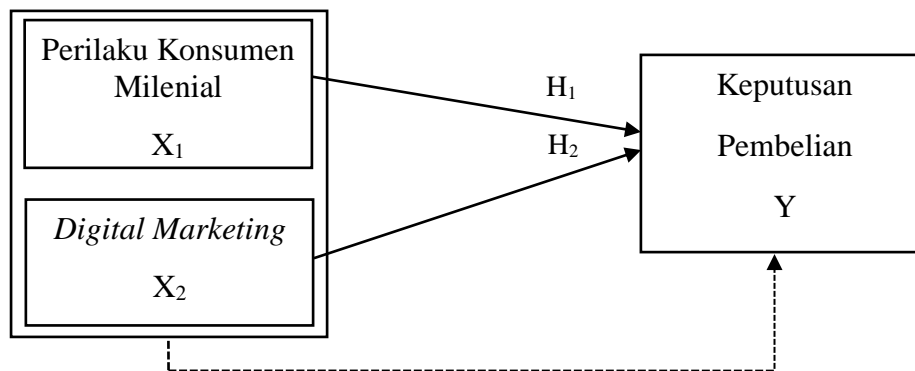 Perilaku Konsumen
Milenial
X₁
Digital Marketing
X₂
H₁
H₂
Keputusan
Pembelian
Y